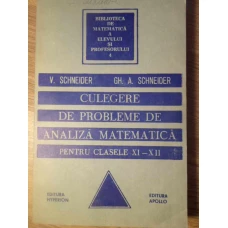 BIBLIOTECA
DE
MATEMATICĂ
A
ELEVULUI
ȘI
PROFESORULUI
4
V. SCHNEIDER GH. A. SCHNEIDER
CULEGERE
DE PROBLEME DE
ANALIZĂ MATEMATICĂ
PENTRU CLASELE XI – XII
EDITURA
HYPERION
EDITURA
APOLLO